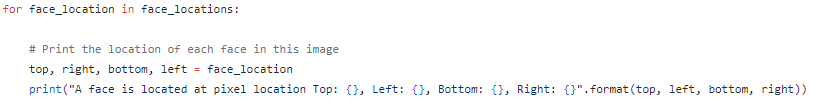 for face_location in face_locations:
# Print the location of each face in this image
top, right, bottom, left = face_location
print("A face is located at pixel location Top: {}, Left: {}, Bottom: {}, Right: {}".format(top, left, bottom, right))